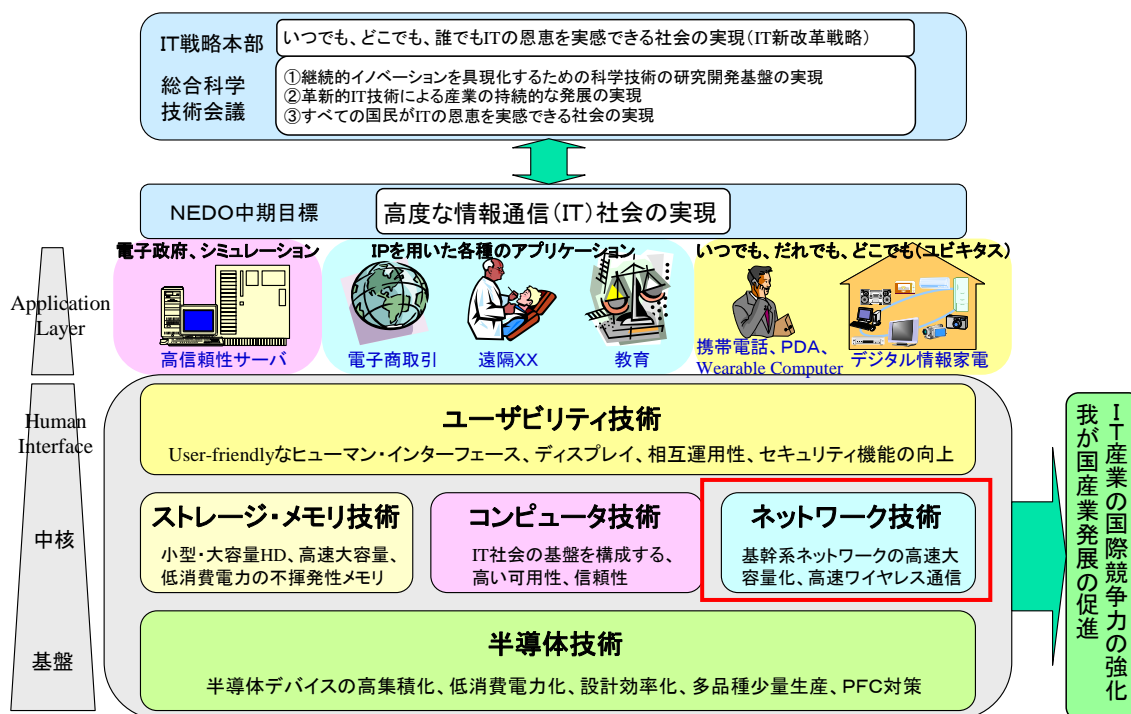 IT戦略本部
いつでも、どこでも、誰でもITの恩恵を実感できる社会の実現(IT新改革戦略)
総合科学
技術会議
①継続的イノベーションを具現化するための科学技術の研究開発基盤の実現
②革新的IT技術による産業の持続的な発展の実現
③すべての国民がITの恩恵を実感できる社会の実現
NEDO中期目標
高度な情報通信(IT)社会の実現
Application
Layer
電子政府、シミュレーション
高信頼性サーバ
IPを用いた各種のアプリケーション
電子商取引
遠隔XX
教育
いつでも、だれでも、どこでも(ユビキタス)
携帯電話、PDA、
Wearable Computer
デジタル情報家電
Human
Interface
ユーザビリティ技術
User-friendlyなヒューマン・インターフェース、ディスプレイ、相互運用性、セキュリティ機能の向上
中核
ストレージ・メモリ技術
小型・大容量HD、高速大容量、
低消費電力の不揮発性メモリ
コンピュータ技術
IT社会の基盤を構成する、
高い可用性、信頼性
ネットワーク技術
基幹系ネットワークの高速大
容量化、高速ワイヤレス通信
基盤
半導体技術
半導体デバイスの高集積化、低消費電力化、設計効率化、多品種少量生産、PFC対策
IT産業の国際競争力の強化
我が国産業発展の促進